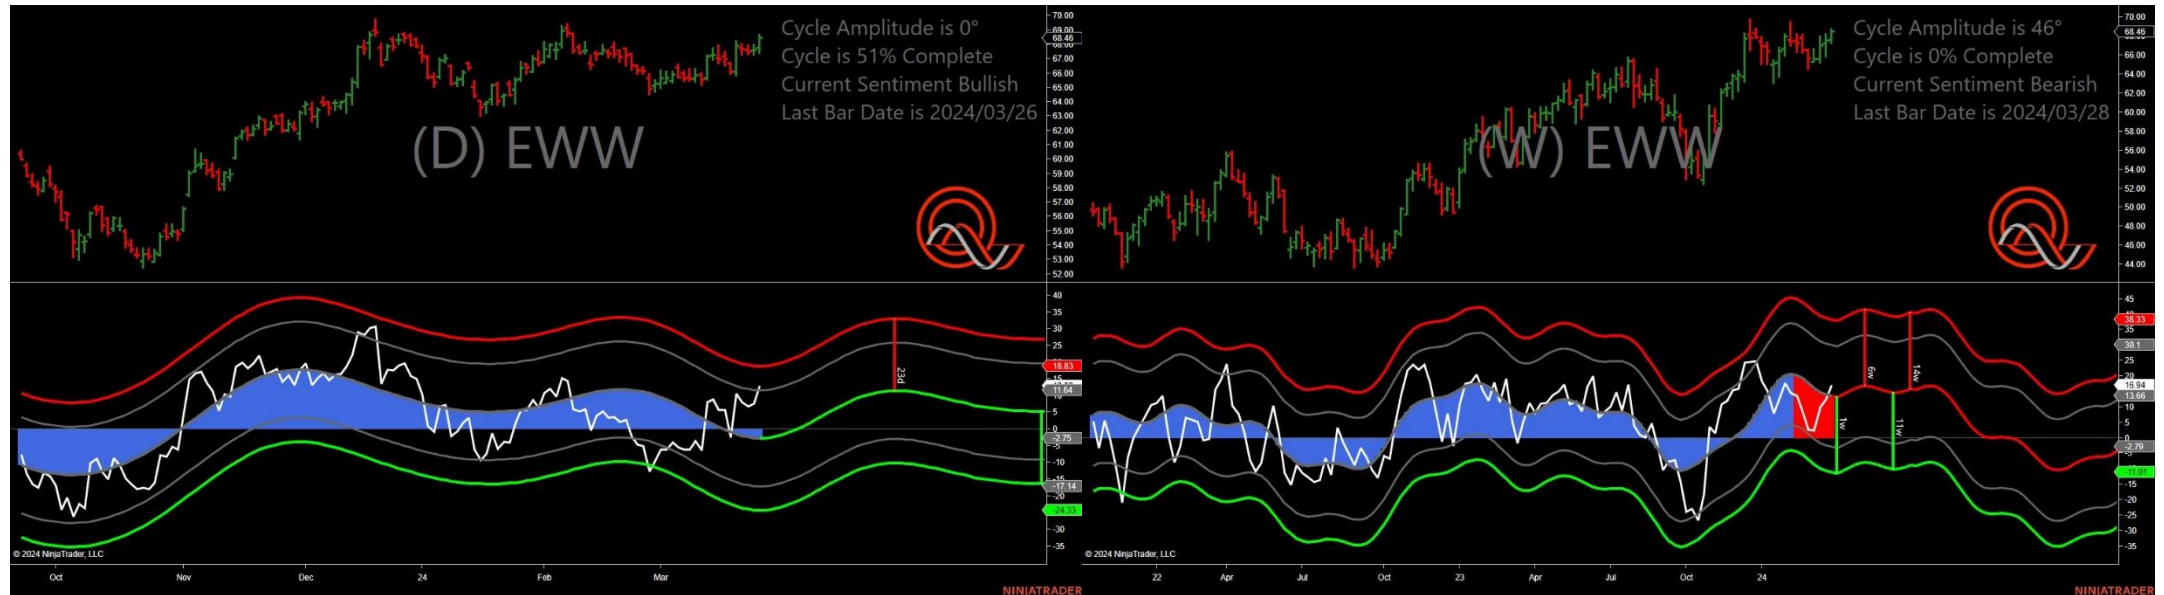 Cycle Amplitude is 0°
Cycle is 51% Complete
Current Sentiment Bullish
Last Bar Date is 2024/03/26
(D) EWW
70.00
69.00
68.46
68.00
67.00
66.00
65.00
64.00
63.00
62.00
61.00
60.00
59.00
58.00
57.00
56.00
55.00
54.00
53.00
52.00
40
35
30
25
18.83
15
11.64
5
0
-2.75
-10
-17.14
-20
-24.33
-30
-35
23d
© 2024 NinjaTrader, LLC
Oct
Nov
Dec
24
Feb
Mar
NINJATRADER
Cycle Amplitude is 46°
Cycle is 0% Complete
Current Sentiment Bearish
Last Bar Date is 2024/03/28
(W) EWW
70.00
68.46
66.00
64.00
62.00
60.00
58.00
56.00
54.00
52.00
50.00
48.00
46.00
44.00
45
38.33
35
30.1
25
20
16.94
13.66
10
5
0
-2.79
-5
-11.01
-15
-20
-25
-30
-35
1w
6w
11w
14w
© 2024 NinjaTrader, LLC
22
Apr
Jul
Oct
23
Apr
Jul
Oct
24
NINJATRADER